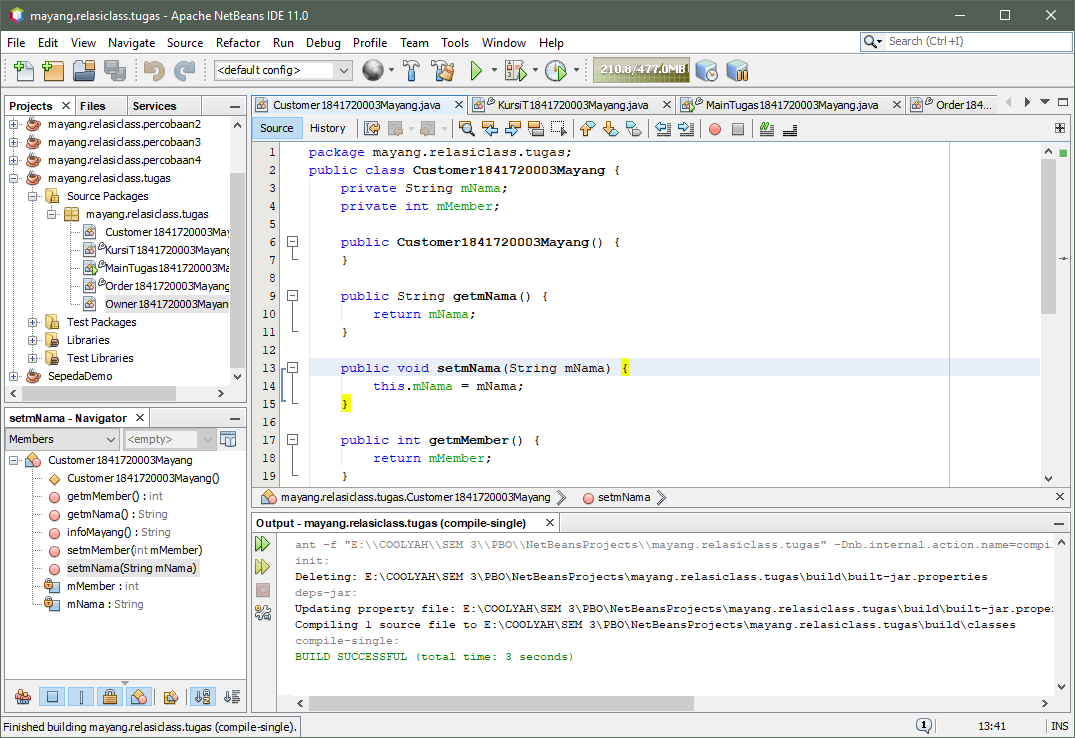 mayang.relasiclass.tugas - Apache NetBeans IDE 11.0
File Edit View Navigate Source Refactor Run Debug Profile Team Tools Window Help
Search (Ctrl+I)
<default config>
210.8/477.0MB
Projects Files Services
mayang.relasiclass.percobaan2
mayang.relasiclass.percobaan3
mayang.relasiclass.percobaan4
mayang.relasiclass.tugas
Source Packages
mayang.relasiclass.tugas
Customer1841720003May
KursiT1841720003Mayang
MainTugas1841720003Ma
Order1841720003Mayang
Owner1841720003Mayan
Test Packages
Libraries
Test Libraries
SepedaDemo
setmNama - Navigator
Members <empty>
Customer1841720003Mayang
Customer1841720003Mayang()
getmMember() : int
getmNama() : String
infoMayang() : String
setmMember(int mMember)
setmNama(String mNama)
mMember : int
mNama : String
Customer1841720003Mayang.java KursiT1841720003Mayang.java MainTugas1841720003Mayang.java Order184...
Source History
1 package mayang.relasiclass.tugas;
2 public class Customer1841720003Mayang {
3 private String mNama;
4 private int mMember;
5
6 public Customer1841720003Mayang() {
7 }
8
9 public String getmNama() {
10 return mNama;
11 }
12
13 public void setmNama(String mNama) {
14 this.mNama = mNama;
15 }
16
17 public int getmMember() {
18 return mMember;
19 }
mayang.relasiclass.tugas.Customer1841720003Mayang setmNama
Output - mayang.relasiclass.tugas (compile-single)
ant -f "E:\\COOLYAH\\SEM 3\\PBO\\NetBeansProjects\\mayang.relasiclass.tugas" -Dnb.internal.action.name=compil
init:
Deleting: E:\COOLYAH\SEM 3\PBO\NetBeansProjects\mayang.relasiclass.tugas\build\built-jar.properties
deps-jar:
Updating property file: E:\COOLYAH\SEM 3\PBO\NetBeansProjects\mayang.relasiclass.tugas\build\built-jar.prope
Compiling 1 source file to E:\COOLYAH\SEM 3\PBO\NetBeansProjects\mayang.relasiclass.tugas\build\classes
compile-single:
BUILD SUCCESSFUL (total time: 3 seconds)
Finished building mayang.relasiclass.tugas (compile-single).
1 13:41 INS